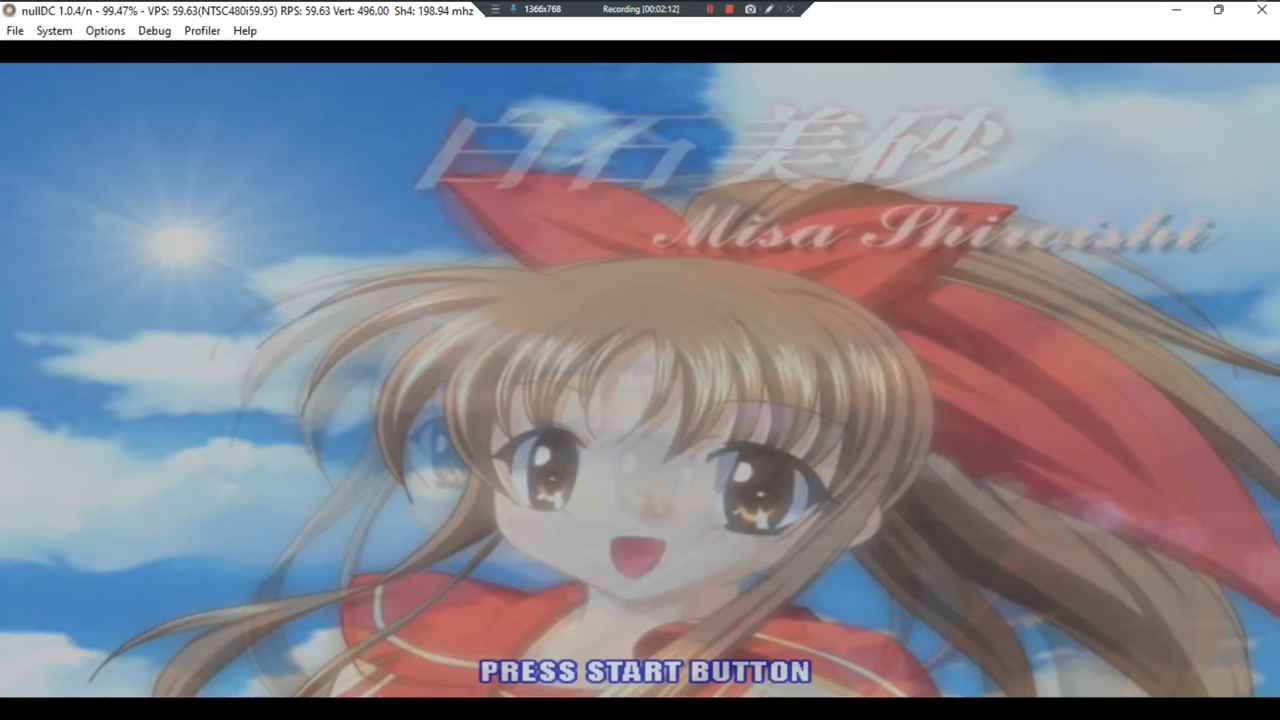 nullDC 1.0.4/n - 99.47% - VPS: 59.63(NTSC480i59.95) RPS: 59.63 Vert: 496.00 Sh4: 198.94 mhz
1366x768
Recording [00:02:12]
File System Options Debug Profiler Help
白石美砂
Misa Shiroishi
PRESS START BUTTON